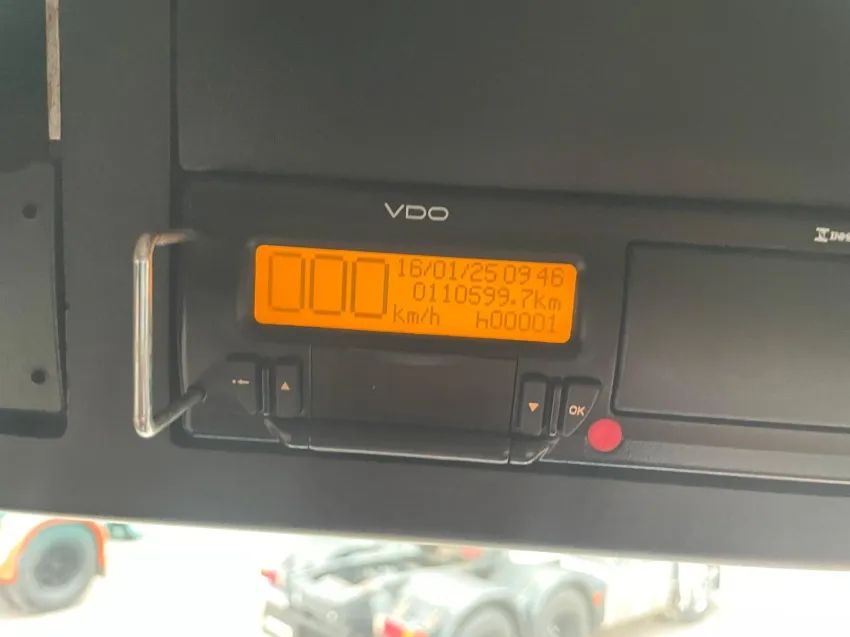 VDO
000
16/01/25 09 46
0110599.7km
km/h h00001
OK